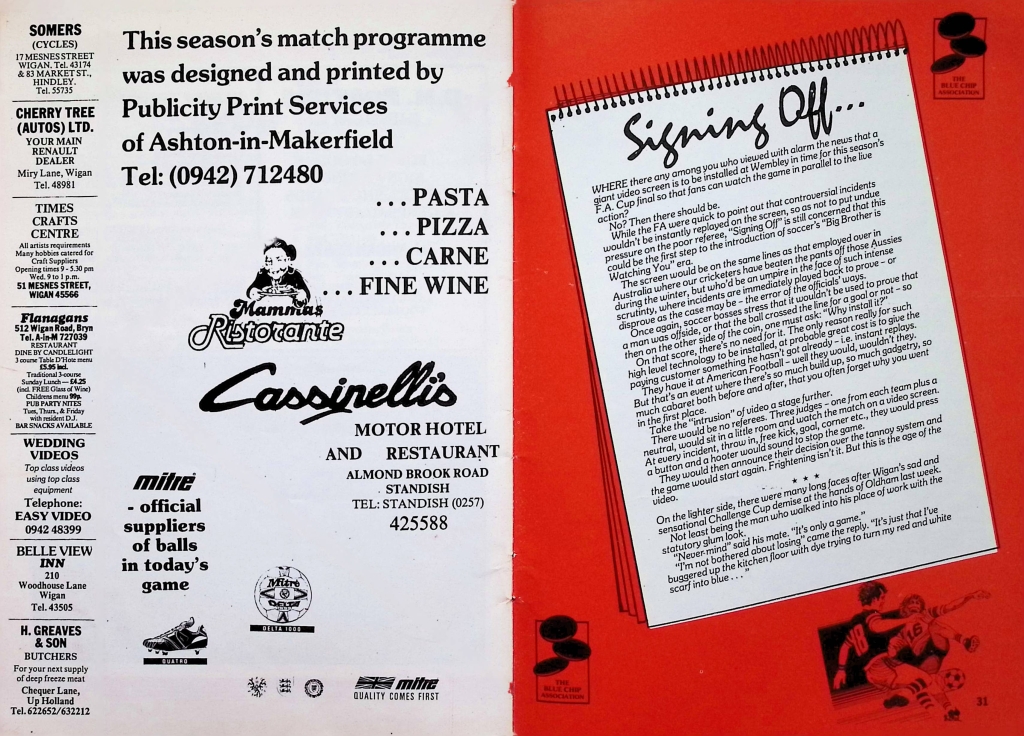 SOMERS
(CYCLES)
17 MESNES STREET
WIGAN. Tel. 43174
& 83 MARKET ST.,
HINDLEY.
Tel. 55735
CHERRY TREE
(AUTOS) LTD.
YOUR MAIN
RENAULT
DEALER
Miry Lane, Wigan
Tel. 48981
TIMES
CRAFTS
CENTRE
All artists requirements
Many hobbies catered for
Craft Suppliers
Opening times 9 - 5.30 pm
Wed. 9 to 1 p.m.
51 MESNES STREET,
WIGAN 45566
Flanagans
512 Wigan Road, Bryn
Tel. A-in-M 727039
RESTAURANT
DINE BY CANDLELIGHT
3 course Table D'Hote menu
£5.95 incl.
Traditional 3-course
Sunday Lunch — £4.25
(incl. FREE Glass of Wine)
Childrens menu 99p.
PUB PARTY NITES
Tues, Thurs., & Friday
with resident D.J.
BAR SNACKS AVAILABLE
WEDDING
VIDEOS
Top class videos
using top class
equipment
Telephone:
EASY VIDEO
0942 48399
BELLE VIEW
INN
210
Woodhouse Lane
Wigan
Tel. 43505
H. GREAVES
& SON
BUTCHERS
For your next supply
of deep freeze meat
Chequer Lane,
Up Holland
Tel. 622652/632212
This season's match programme
was designed and printed by
Publicity Print Services
of Ashton-in-Makerfield
Tel: (0942) 712480
... PASTA
... PIZZA
... CARNE
... FINE WINE
Mamma's
Ristorante
Cassinelli's
MOTOR HOTEL
AND RESTAURANT
ALMOND BROOK ROAD
STANDISH
TEL: STANDISH (0257)
425588
mitre
- official
suppliers
of balls
in today's
game
Mitre
DELTA
DELTA 1000
QUATRO
mitre
QUALITY COMES FIRST
THE
BLUE CHIP
ASSOCIATION
Signing Off...
WHERE there any among you who viewed with alarm the news that a
giant video screen is to be installed at Wembley in time for this season's
F.A. Cup final so that fans can watch the game in parallel to the live
action?
No? Then there should be.
While the FA were quick to point out that controversial incidents
wouldn't be instantly replayed on the screen, so as not to put undue
pressure on the poor referee, "Signing Off" is still concerned that this
could be the first step to the introduction of soccer's "Big Brother is
Watching You" era.
The screen would be on the same lines as that employed over in
Australia where our cricketers have beaten the pants off those Aussies
during the winter, but who'd be an umpire in the face of such intense
scrutiny, where incidents are immediately played back to prove - or
disprove as the case may be - the error of the officials' ways.
Once again, soccer bosses stress that it wouldn't be used to prove that
a man was offside, or that the ball crossed the line for a goal or not - so
then on the other side of the coin, one must ask: "Why install it?"
On that score, there's no need for it. The only reason really for such
high level technology to be installed, at probable great cost is to give the
paying customer something he hasn't got already - i.e. instant replays.
They have it at American Football - well they would, wouldn't they.
But that's an event where there's so much build up, so much gadgetry, so
much cabaret both before and after, that you often forget why you went
in the first place.
Take the "intrusion" of video a stage further.
There would be no referees. Three judges - one from each team plus a
neutral, would sit in a little room and watch the match on a video screen.
At every incident, throw in, free kick, goal, corner etc., they would press
a button and a hooter would sound to stop the game.
They would then announce their decision over the tannoy system and
the game would start again. Frightening isn't it. But this is the age of the
video.
* * *
On the lighter side, there were many long faces after Wigan's sad and
sensational Challenge Cup demise at the hands of Oldham last week.
Not least being the man who walked into his place of work with the
statutory glum look.
"Never mind" said his mate. "It's only a game."
"I'm not bothered about losing" came the reply. "It's just that I've
buggered up the kitchen floor with dye trying to turn my red and white
scarf into blue . . ."
THE
BLUE CHIP
ASSOCIATION
10
16
31